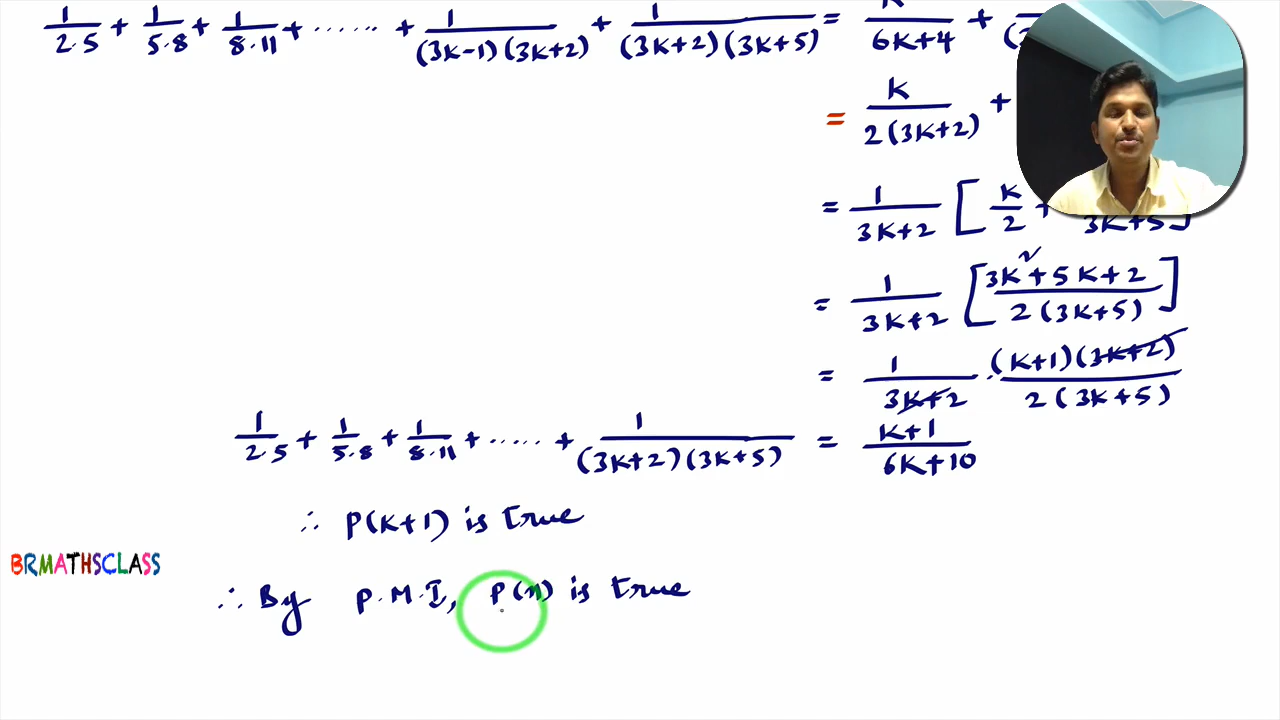 1/2.5 + 1/5.8 + 1/8.11 + ...... + 1/(3k-1)(3k+2) + 1/(3k+2)(3k+5) = k/6k+4 +
= k/2(3k+2) +
= 1/3k+2 [ k/2 + /3k+5 ]
= 1/3k+2 [ 3k²+5k+2/2(3k+5) ]
= 1/3k+2 . (k+1)(3k+2)/2(3k+5)
1/2.5 + 1/5.8 + 1/8.11 + ..... + 1/(3k+2)(3k+5) = k+1/6k+10
∴ P(k+1) is true
BRMATHSCLASS
∴ By P.M.I, P(n) is true